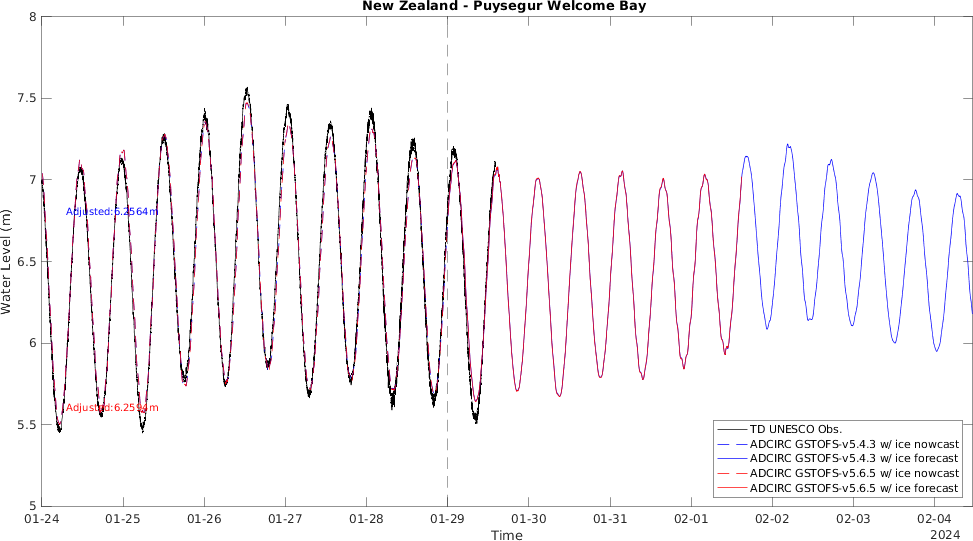 New Zealand - Puysegur Welcome Bay
8
7.5
7
6.5
6
5.5
5
Water Level (m)
Adjusted:6.2564m
Adjusted:6.2594m
TD UNESCO Obs.
ADCIRC GSTOFS-v5.4.3 w/ ice nowcast
ADCIRC GSTOFS-v5.4.3 w/ ice forecast
ADCIRC GSTOFS-v5.6.5 w/ ice nowcast
ADCIRC GSTOFS-v5.6.5 w/ ice forecast
01-24 01-25 01-26 01-27 01-28 01-29 01-30 01-31 02-01 02-02 02-03 02-04
Time
2024